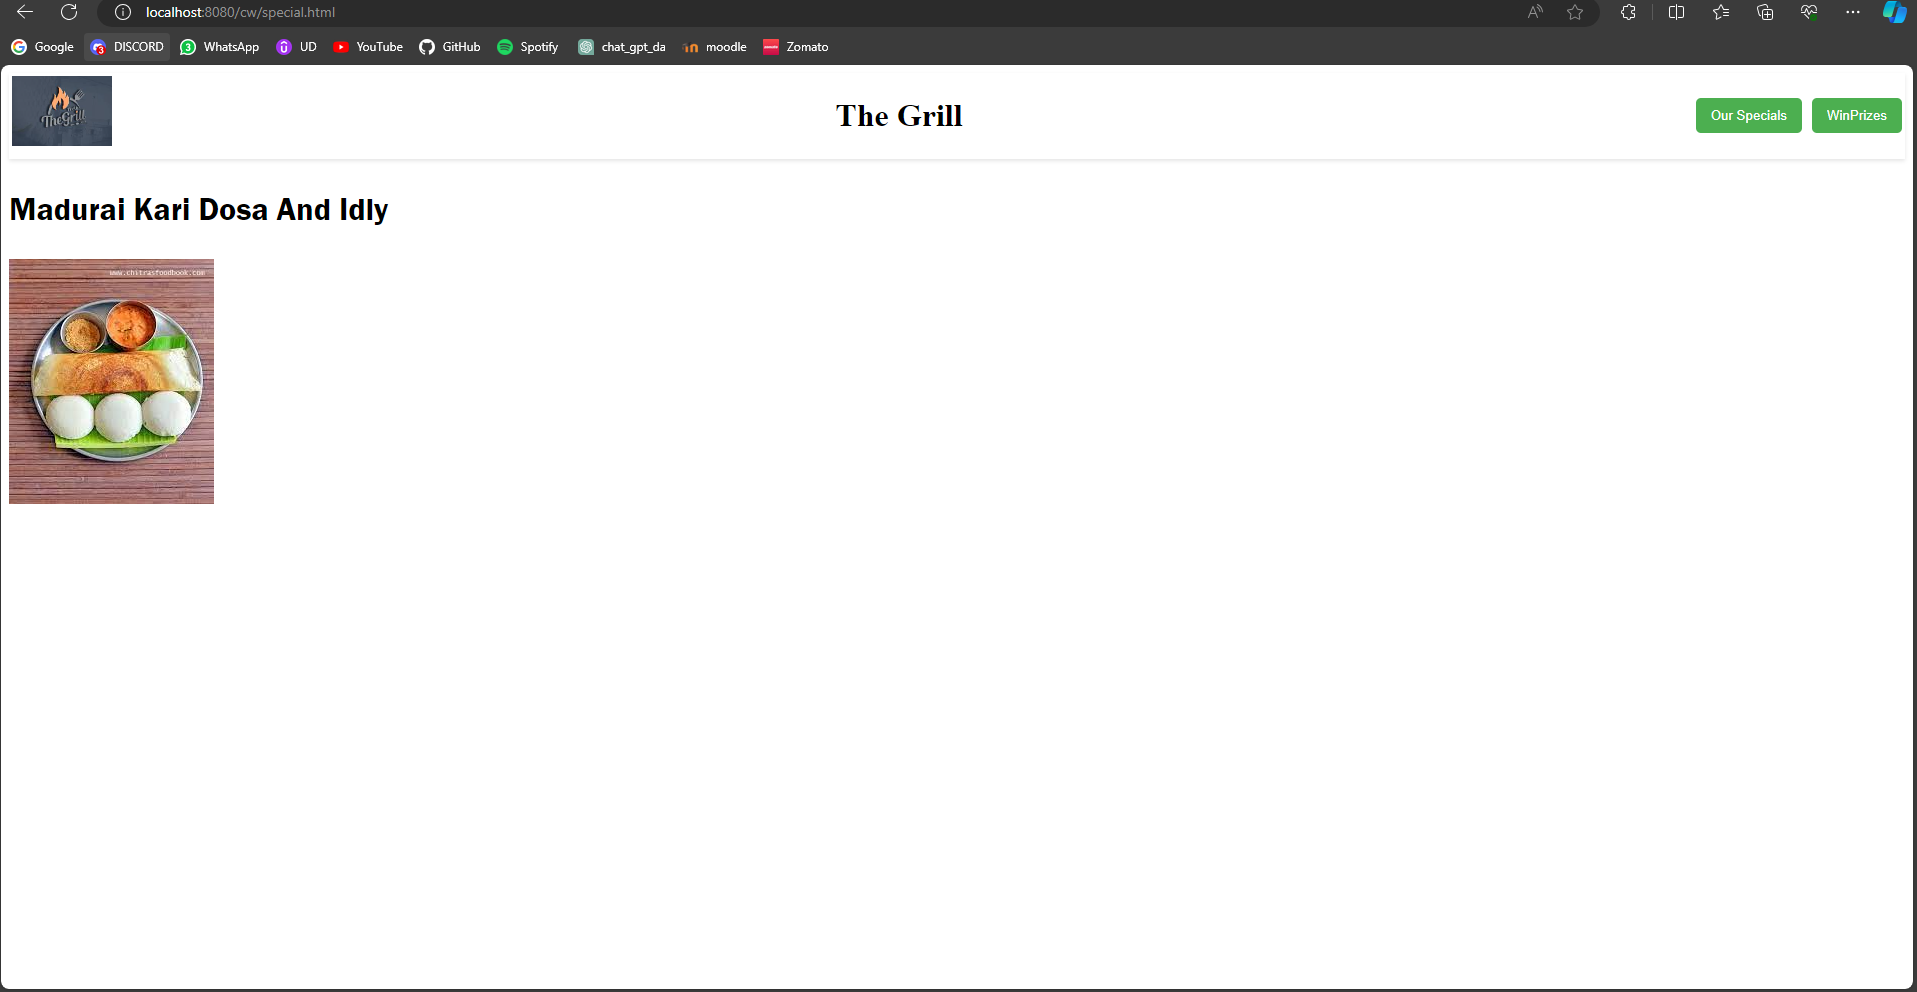 localhost:8080/cw/special.html
Google DISCORD WhatsApp UD YouTube GitHub Spotify chat_gpt_da moodle Zomato
TheGrill
The Grill
Our Specials WinPrizes
Madurai Kari Dosa And Idly
www.chitrasfoodbook.com